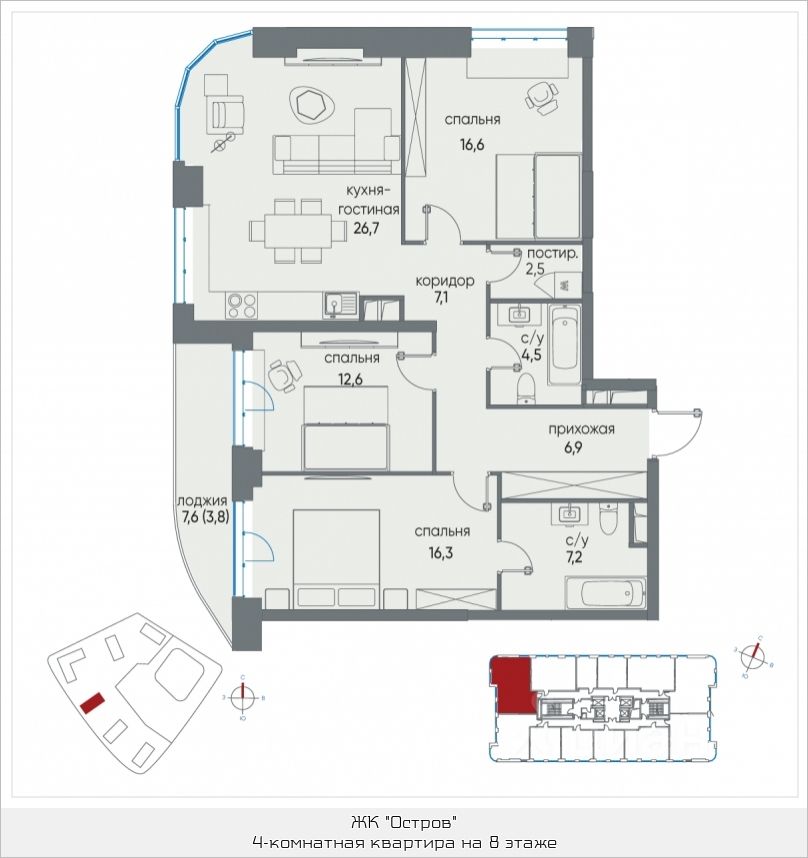 спальня
16,6
кухня-
гостиная
26,7
постир.
2,5
коридор
7,1
с/у
4,5
спальня
12,6
прихожая
6,9
лоджия
7,6 (3,8)
спальня
16,3
с/у
7,2
С
З
В
Ю
С
З
В
Ю
ЖК "Остров"
4-комнатная квартира на 8 этаже